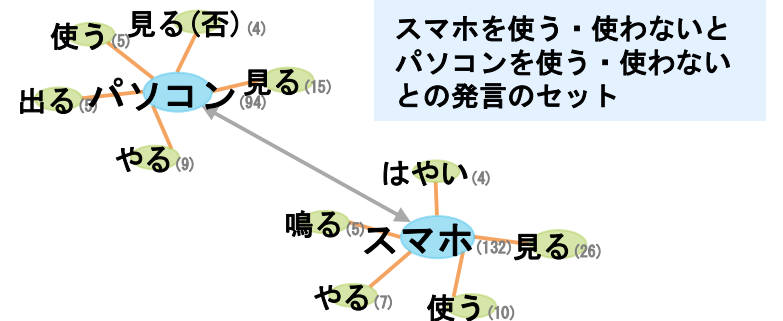 スマホを使う・使わないと
パソコンを使う・使わない
との発言のセット
使う(5)
見る(否)(4)
見る(15)
出る(5)
パソコン(94)
やる(9)
はやい(4)
鳴る(5)
スマホ(132)
見る(26)
やる(7)
使う(10)